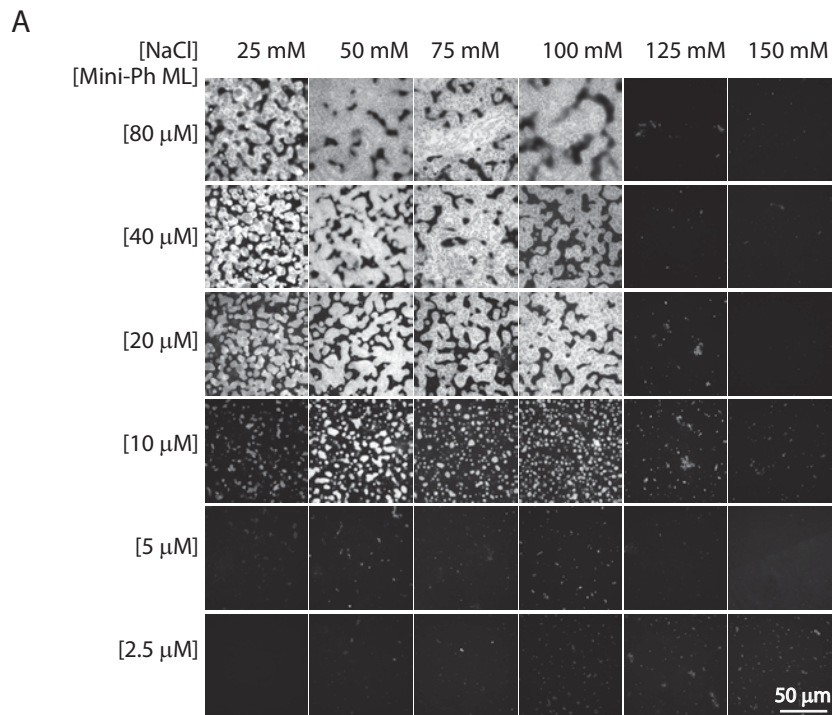 A
[NaCl] 25 mM 50 mM 75 mM 100 mM 125 mM 150 mM
[Mini-Ph ML]
[80 μM]
[40 μM]
[20 μM]
[10 μM]
[5 μM]
[2.5 μM]
50 μm